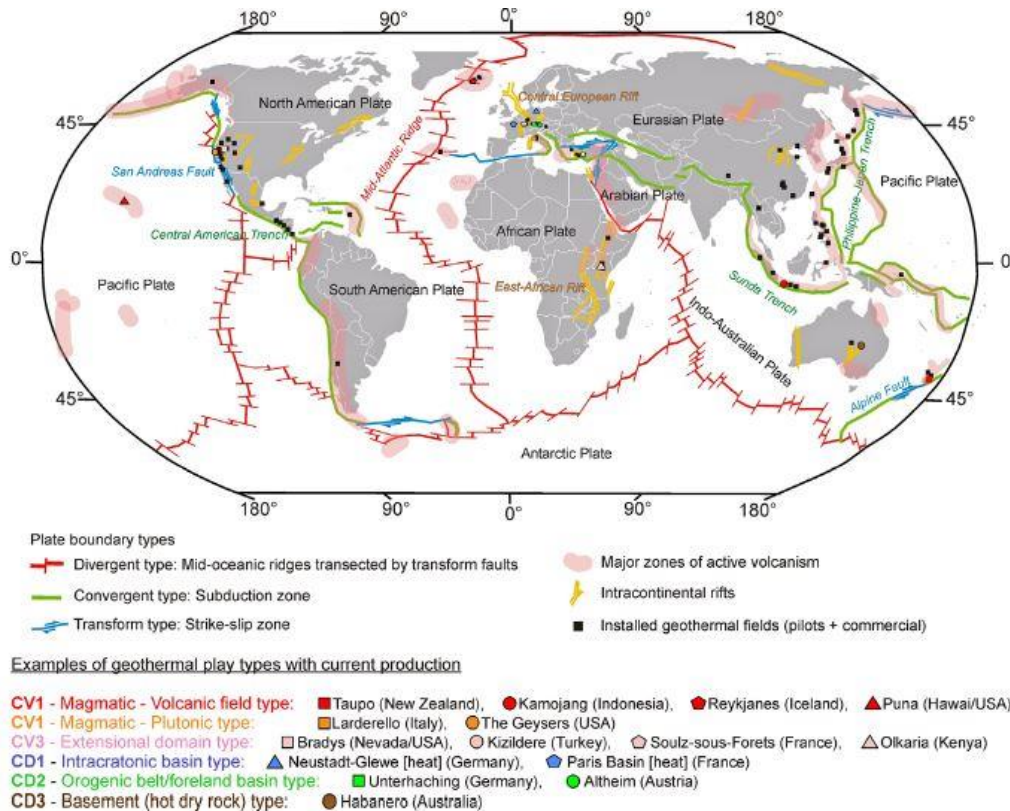 180° 90° 0° 90° 180°
45° 45°
North American Plate
Central European Rift
Eurasian Plate
Mid-Atlantic Ridge
San Andreas Fault
Philippine-Japan Trench
Pacific Plate
Arabian Plate
Central American Trench
African Plate
0° 0
Pacific Plate
South American Plate
East-African Rift
Sunda Trench
Indo-Australian Plate
45° 45°
Alpine Fault
Antarctic Plate
180° 90° 0° 90° 180°
Plate boundary types
Divergent type: Mid-oceanic ridges transected by transform faults
Convergent type: Subduction zone
Transform type: Strike-slip zone
Major zones of active volcanism
Intracontinental rifts
Installed geothermal fields (pilots + commercial)
Examples of geothermal play types with current production
CV1 - Magmatic - Volcanic field type: Taupo (New Zealand), Kamojang (Indonesia), Reykjanes (Iceland), Puna (Hawai/USA)
CV1 - Magmatic - Plutonic type: Larderello (Italy), The Geysers (USA)
CV3 - Extensional domain type: Bradys (Nevada/USA), Kizildere (Turkey), Soulz-sous-Forets (France), Olkaria (Kenya)
CD1 - Intracratonic basin type: Neustadt-Glewe [heat] (Germany), Paris Basin [heat] (France)
CD2 - Orogenic belt/foreland basin type: Unterhaching (Germany), Altheim (Austria)
CD3 - Basement (hot dry rock) type: Habanero (Australia)